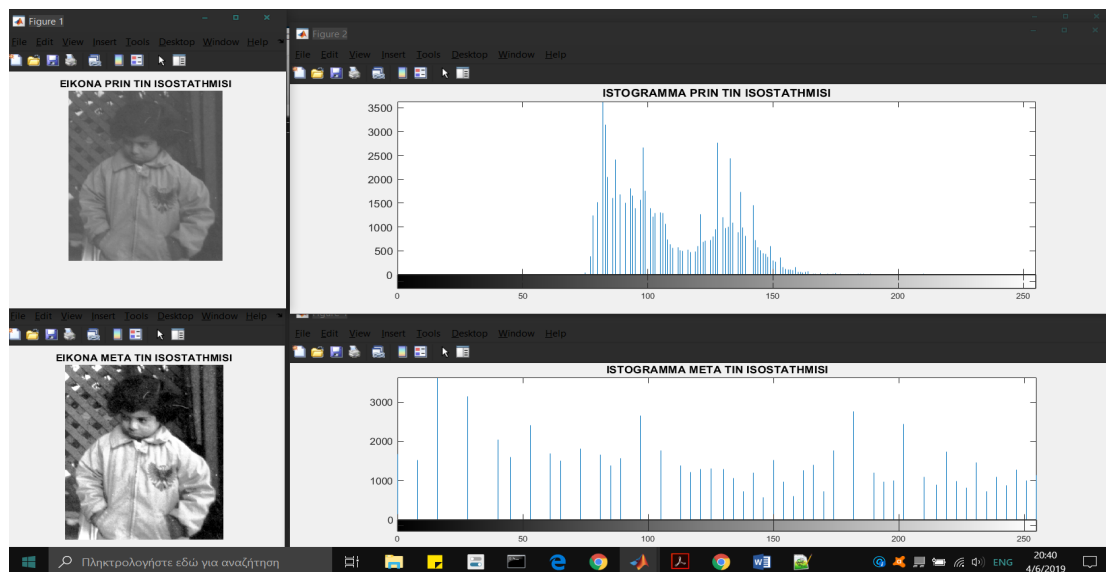 Figure 1
File Edit View Insert Tools Desktop Window Help
EIKONA PRIN TIN ISOSTATHMISI
Figure 2
File Edit View Insert Tools Desktop Window Help
ISTOGRAMMA PRIN TIN ISOSTATHMISI
3500
3000
2500
2000
1500
1000
500
0
0 50 100 150 200 250
File Edit View Insert Tools Desktop Window Help
EIKONA META TIN ISOSTATHMISI
File Edit View Insert Tools Desktop Window Help
ISTOGRAMMA META TIN ISOSTATHMISI
3000
2000
1000
0
0 50 100 150 200 250
Πληκτρολογήστε εδώ για αναζήτηση
ENG
20:40
4/6/2019